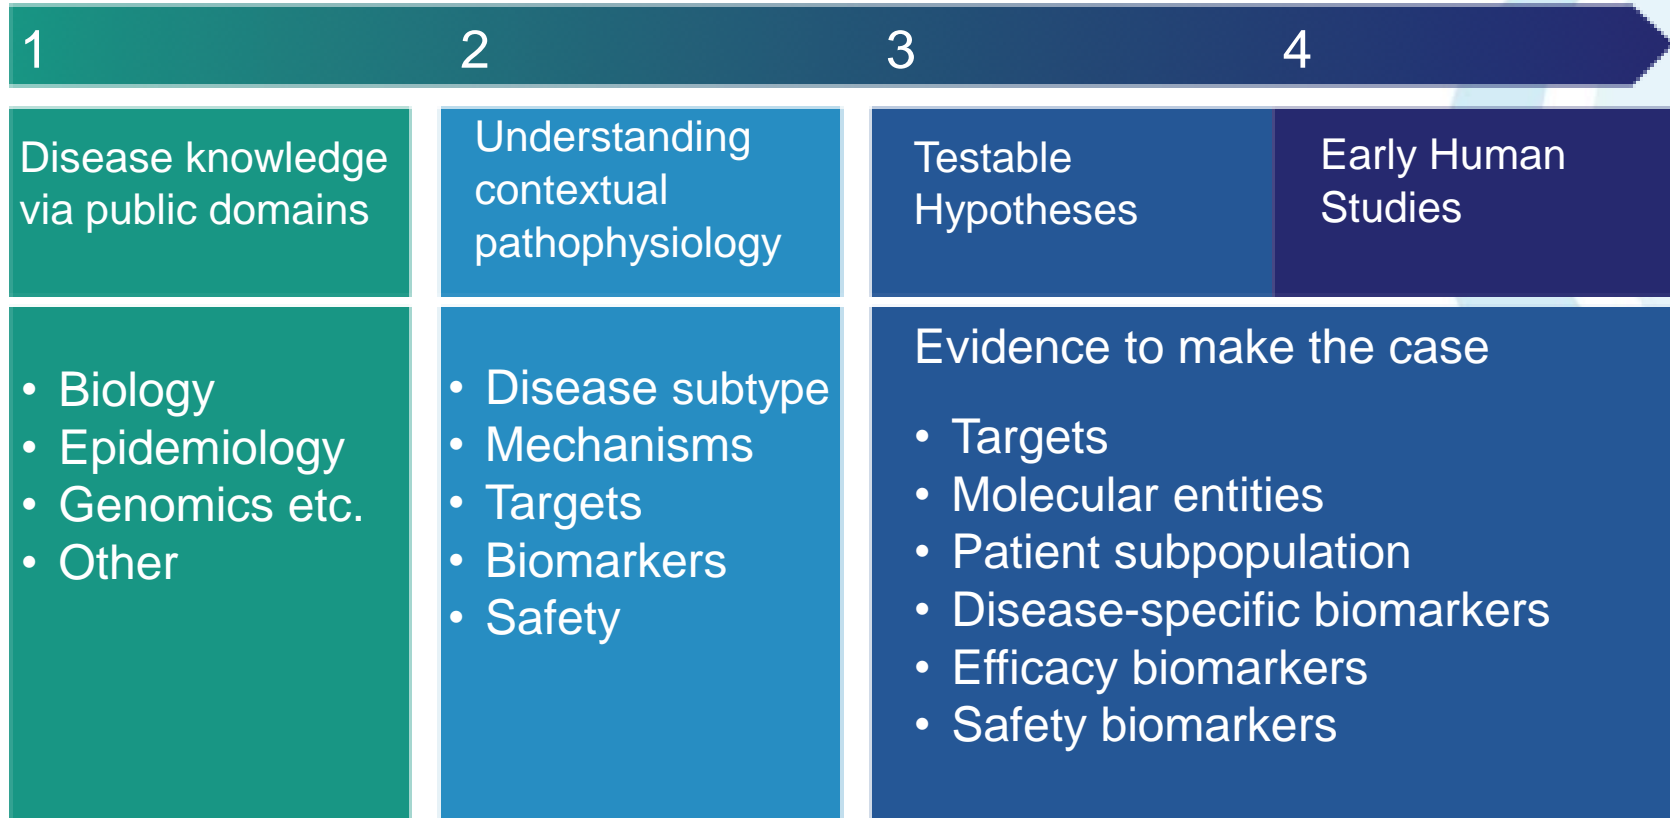 1
2
3
4
Disease knowledge
via public domains
Understanding
contextual
pathophysiology
Testable
Hypotheses
Early Human
Studies
• Biology
• Epidemiology
• Genomics etc.
• Other
• Disease subtype
• Mechanisms
• Targets
• Biomarkers
• Safety
Evidence to make the case
• Targets
• Molecular entities
• Patient subpopulation
• Disease-specific biomarkers
• Efficacy biomarkers
• Safety biomarkers